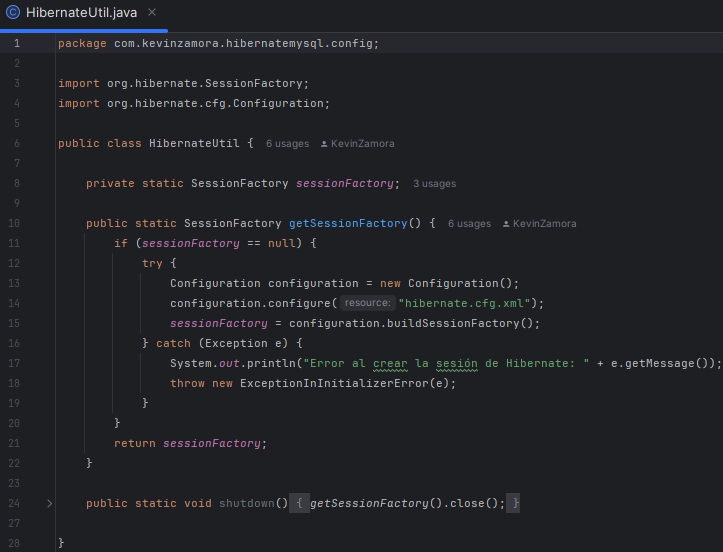 HibernateUtil.java ×
1 package com.kevinzamora.hibernatemysql.config;
2
3 import org.hibernate.SessionFactory;
4 import org.hibernate.cfg.Configuration;
5
6 public class HibernateUtil { 6 usages KevinZamora
7
8 private static SessionFactory sessionFactory; 3 usages
9
10 public static SessionFactory getSessionFactory() { 6 usages KevinZamora
11 if (sessionFactory == null) {
12 try {
13 Configuration configuration = new Configuration();
14 configuration.configure( resource: "hibernate.cfg.xml");
15 sessionFactory = configuration.buildSessionFactory();
16 } catch (Exception e) {
17 System.out.println("Error al crear la sesión de Hibernate: " + e.getMessage());
18 throw new ExceptionInInitializerError(e);
19 }
20 }
21 return sessionFactory;
22 }
23
24 public static void shutdown() { getSessionFactory().close(); }
27
28 }